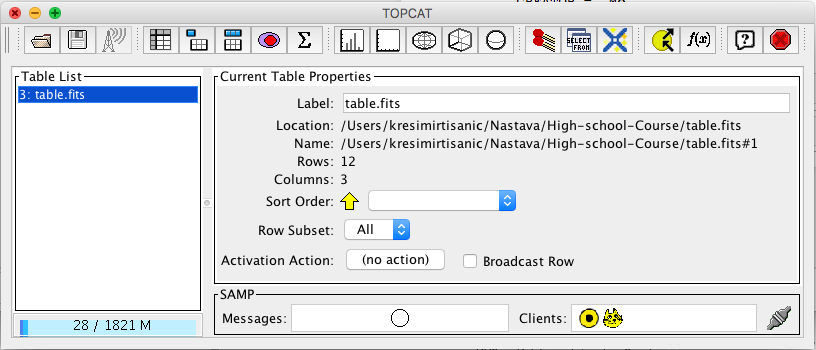 TOPCAT
SELECT
FROM
f(x)
Σ
?
Table List
3: table.fits
28 / 1821 M
Current Table Properties
Label: table.fits
Location: /Users/kresimirtisanic/Nastava/High-school-Course/table.fits
Name: /Users/kresimirtisanic/Nastava/High-school-Course/table.fits#1
Rows: 12
Columns: 3
Sort Order:
Row Subset: All
Activation Action: (no action) Broadcast Row
SAMP
Messages: Clients: